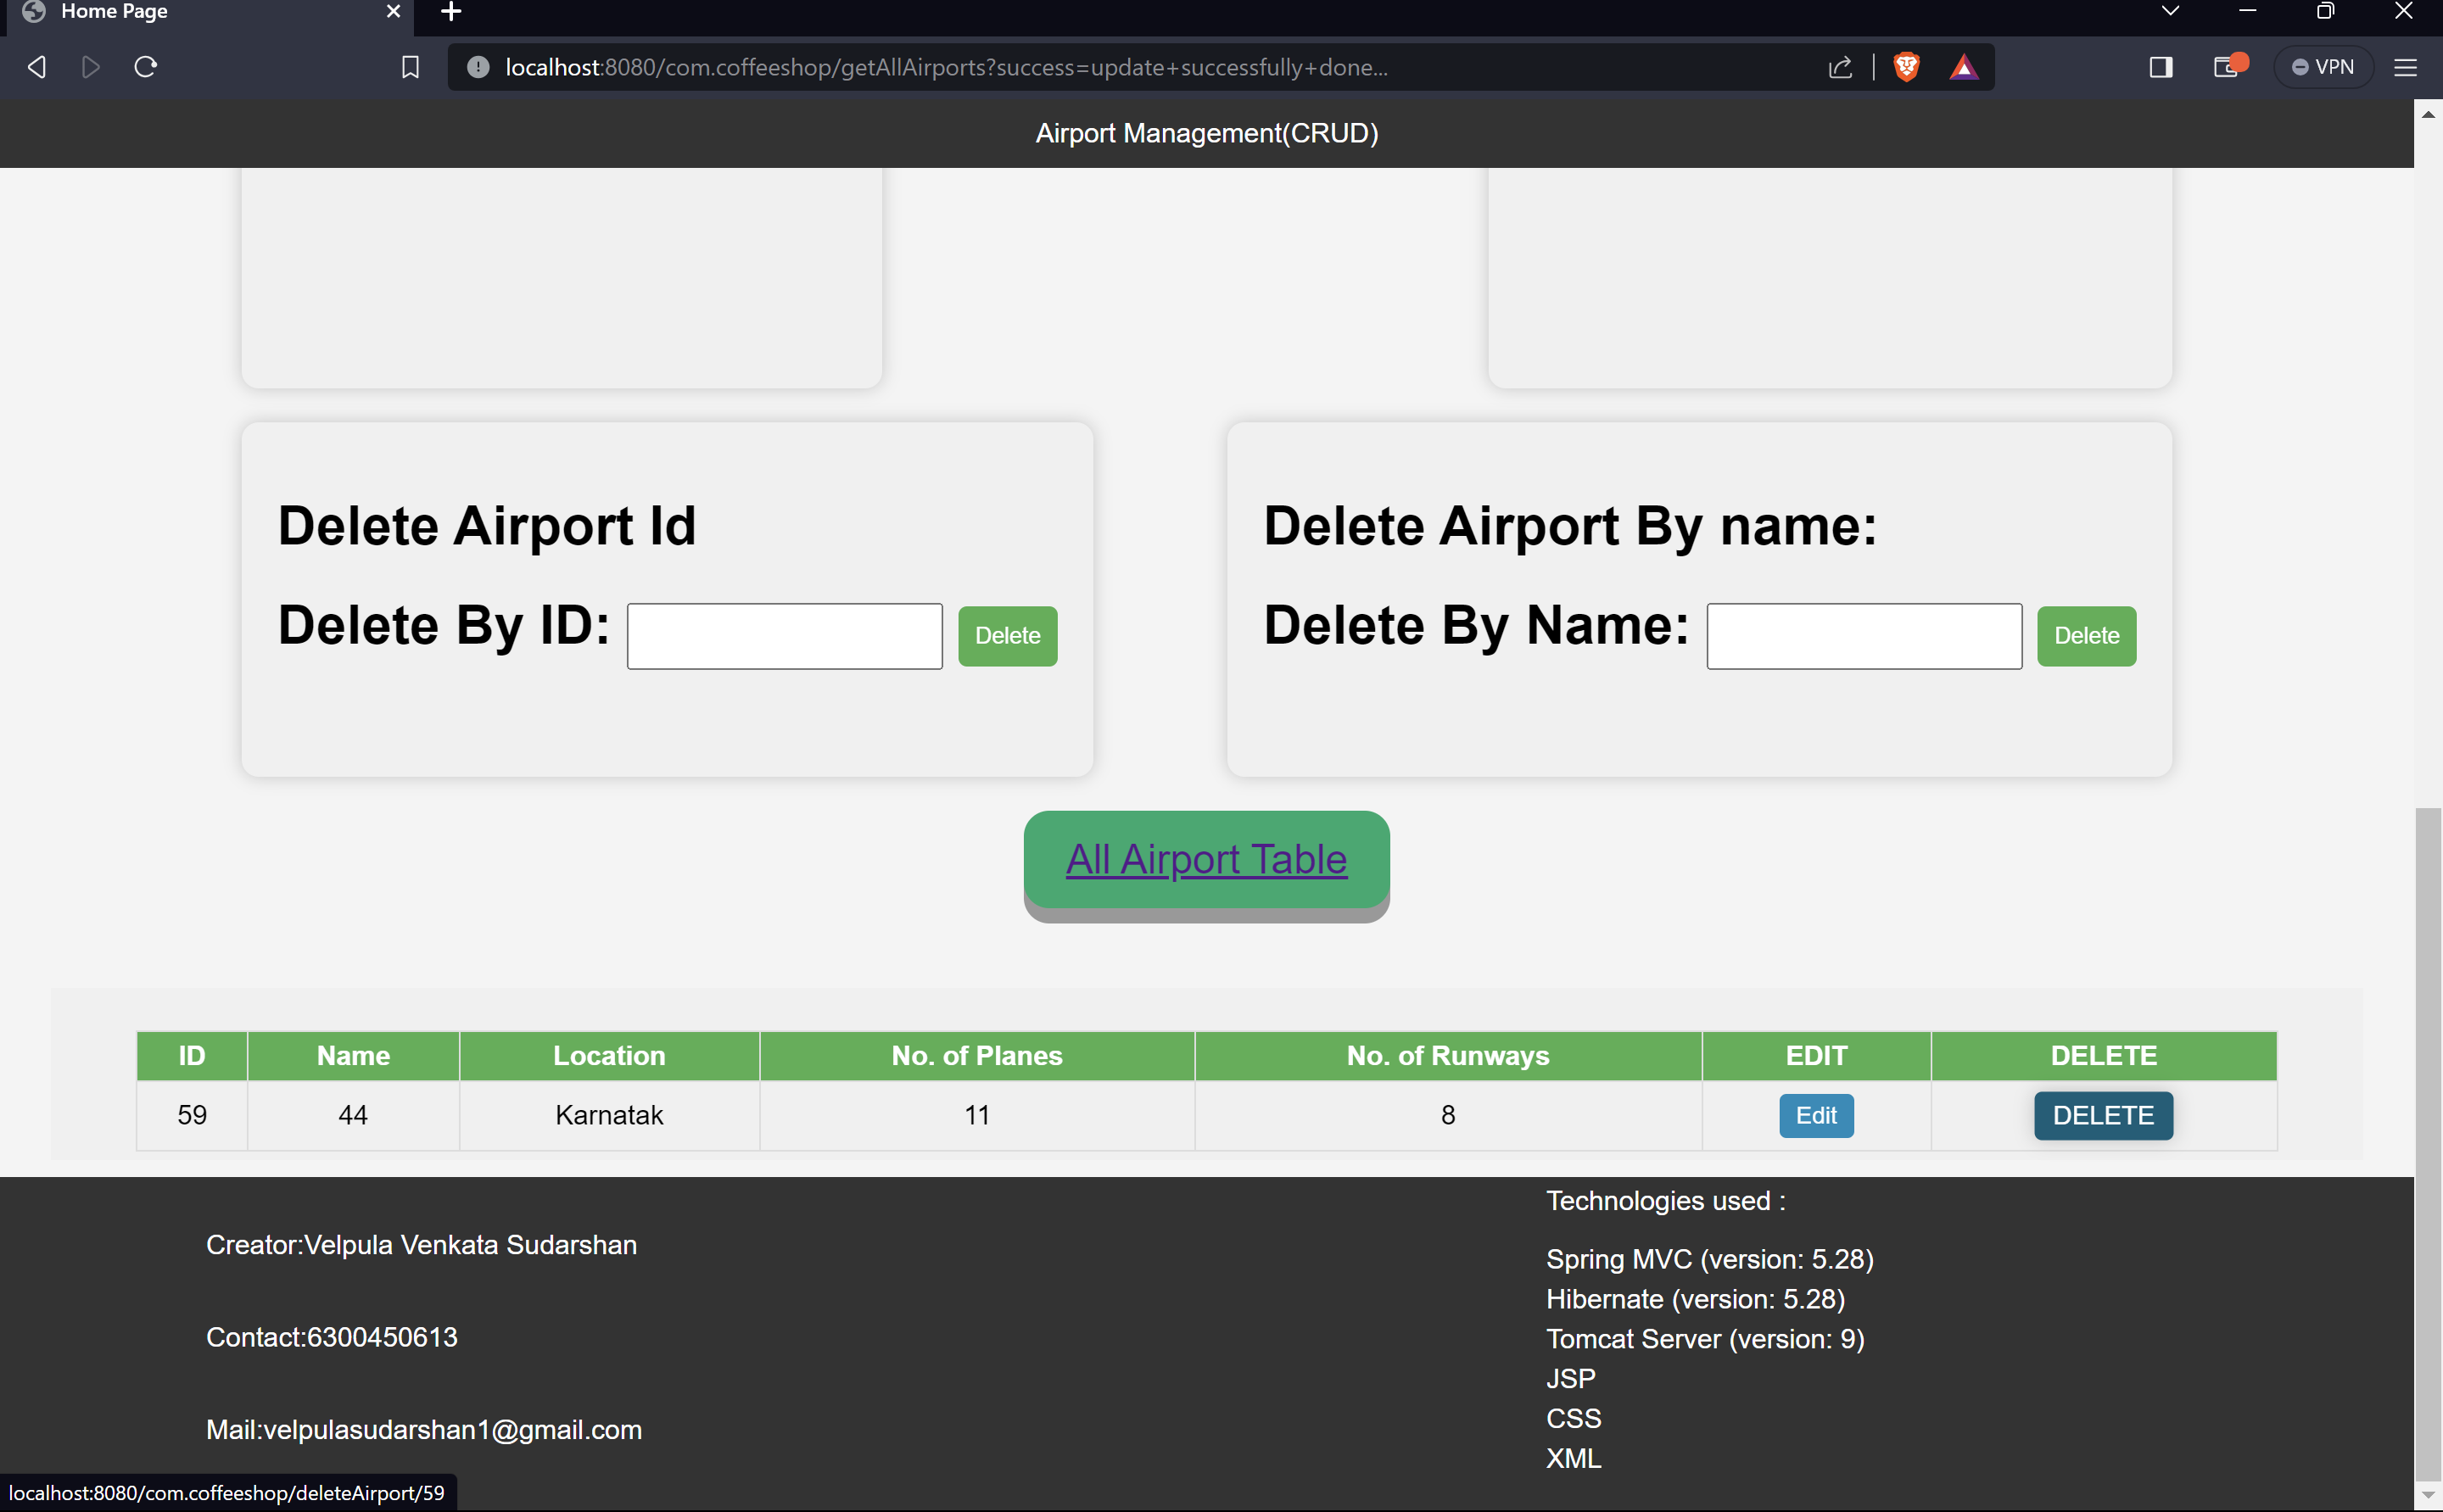 Home Page
localhost:8080/com.coffeeshop/getAllAirports?success=update+successfully+done...
VPN
Airport Management(CRUD)
Delete Airport Id
Delete By ID: Delete
Delete Airport By name:
Delete By Name: Delete
All Airport Table
ID Name Location No. of Planes No. of Runways EDIT DELETE
59 44 Karnatak 11 8 Edit DELETE
Creator:Velpula Venkata Sudarshan
Contact:6300450613
Mail:velpulasudarshan1@gmail.com
Technologies used :
Spring MVC (version: 5.28)
Hibernate (version: 5.28)
Tomcat Server (version: 9)
JSP
CSS
XML
localhost:8080/com.coffeeshop/deleteAirport/59